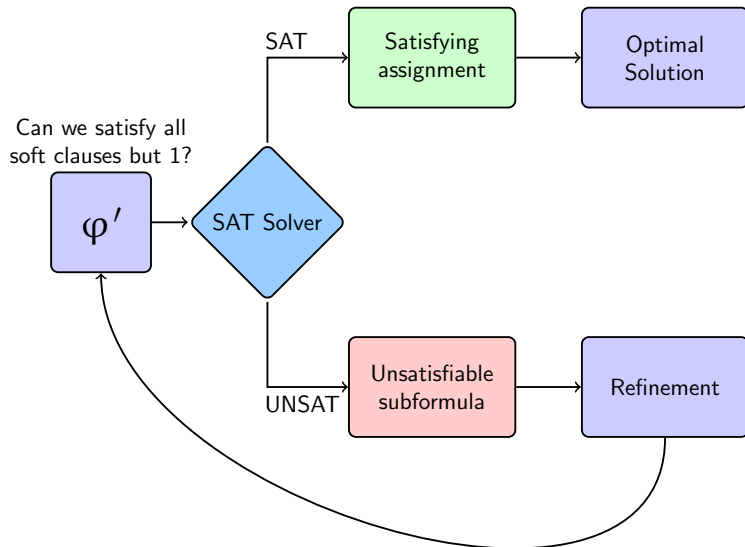 SAT
Satisfying
assignment
Optimal
Solution
Can we satisfy all
soft clauses but 1?
φ′
SAT Solver
UNSAT
Unsatisfiable
subformula
Refinement